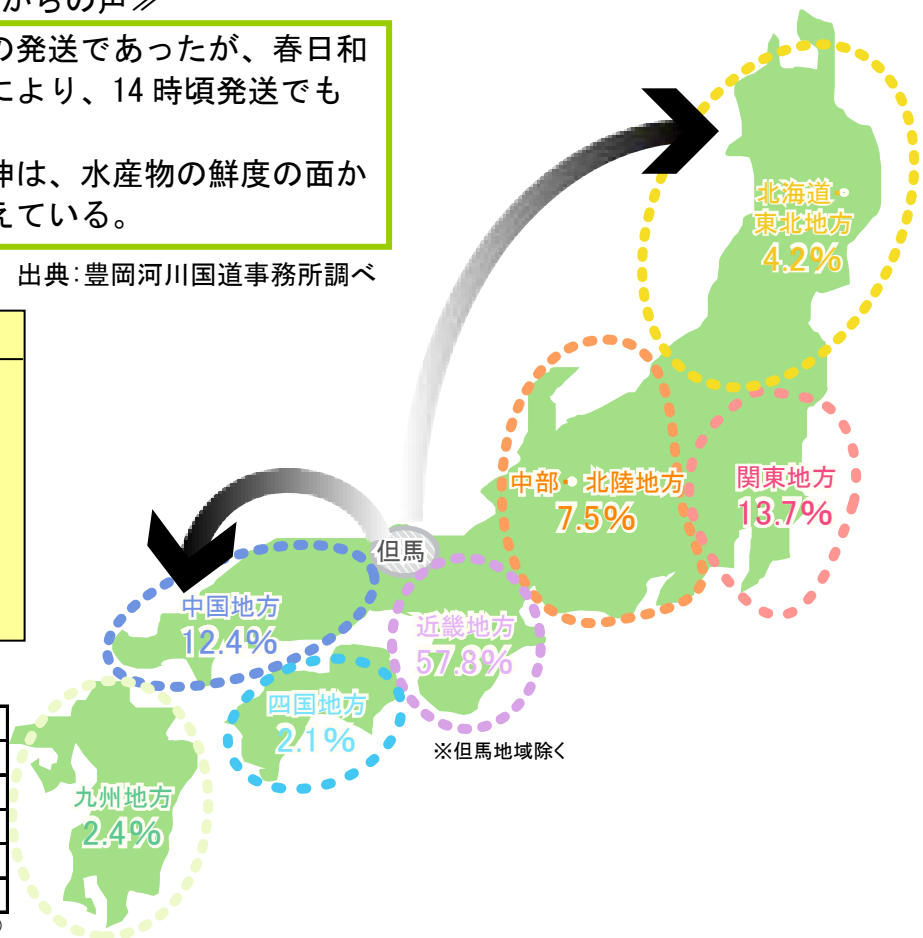 からの声≫
の発送であったが、春日和
により、14時頃発送でも
神は、水産物の鮮度の面か
えている。
出典:豊岡河川国道事務所調べ
北海道・
東北地方
4.2%
中部・北陸地方
7.5%
関東地方
13.7%
但馬
中国地方
12.4%
近畿地方
57.8%
四国地方
2.1%
※但馬地域除く
九州地方
2.4%
)